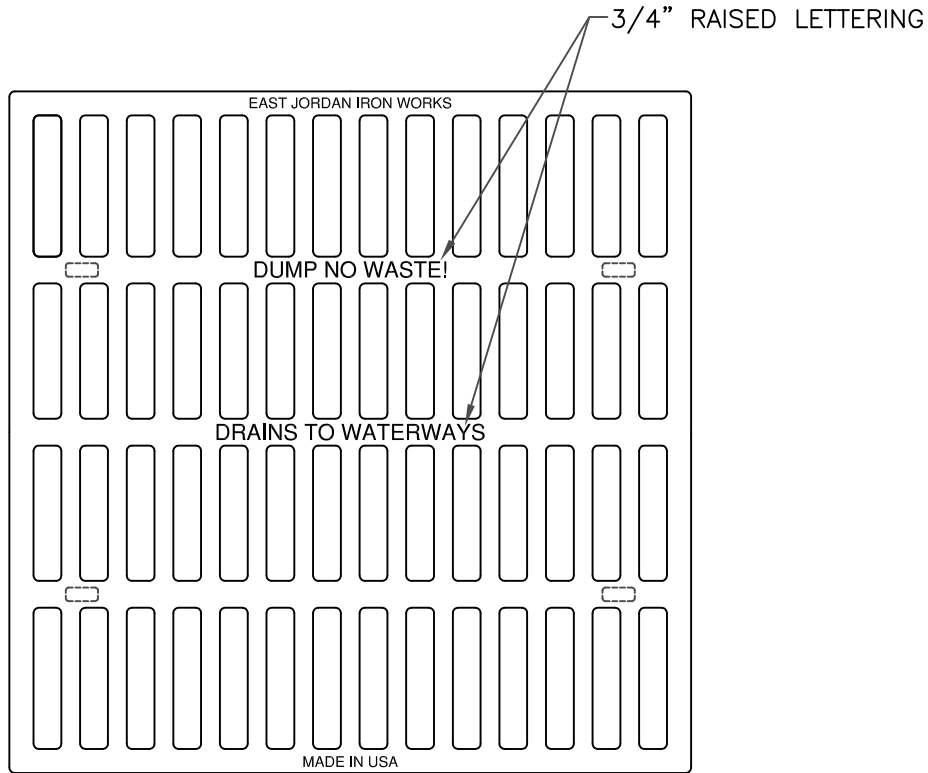 3/4” RAISED LETTERING
EAST JORDAN IRON WORKS
DUMP NO WASTE!
DRAINS TO WATERWAYS
MADE IN USA